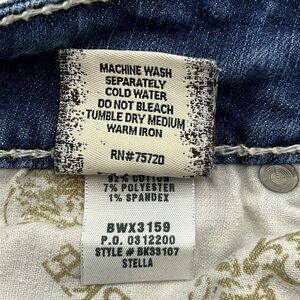 MACHINE WASH
SEPARATELY
COLD WATER
DO NOT BLEACH
TUMBLE DRY MEDIUM
WARM IRON
RN#75720
92% COTTON
7% POLYESTER
1% SPANDEX
BWX3159
P.O. 0312200
STYLE # BK33107
STELLA